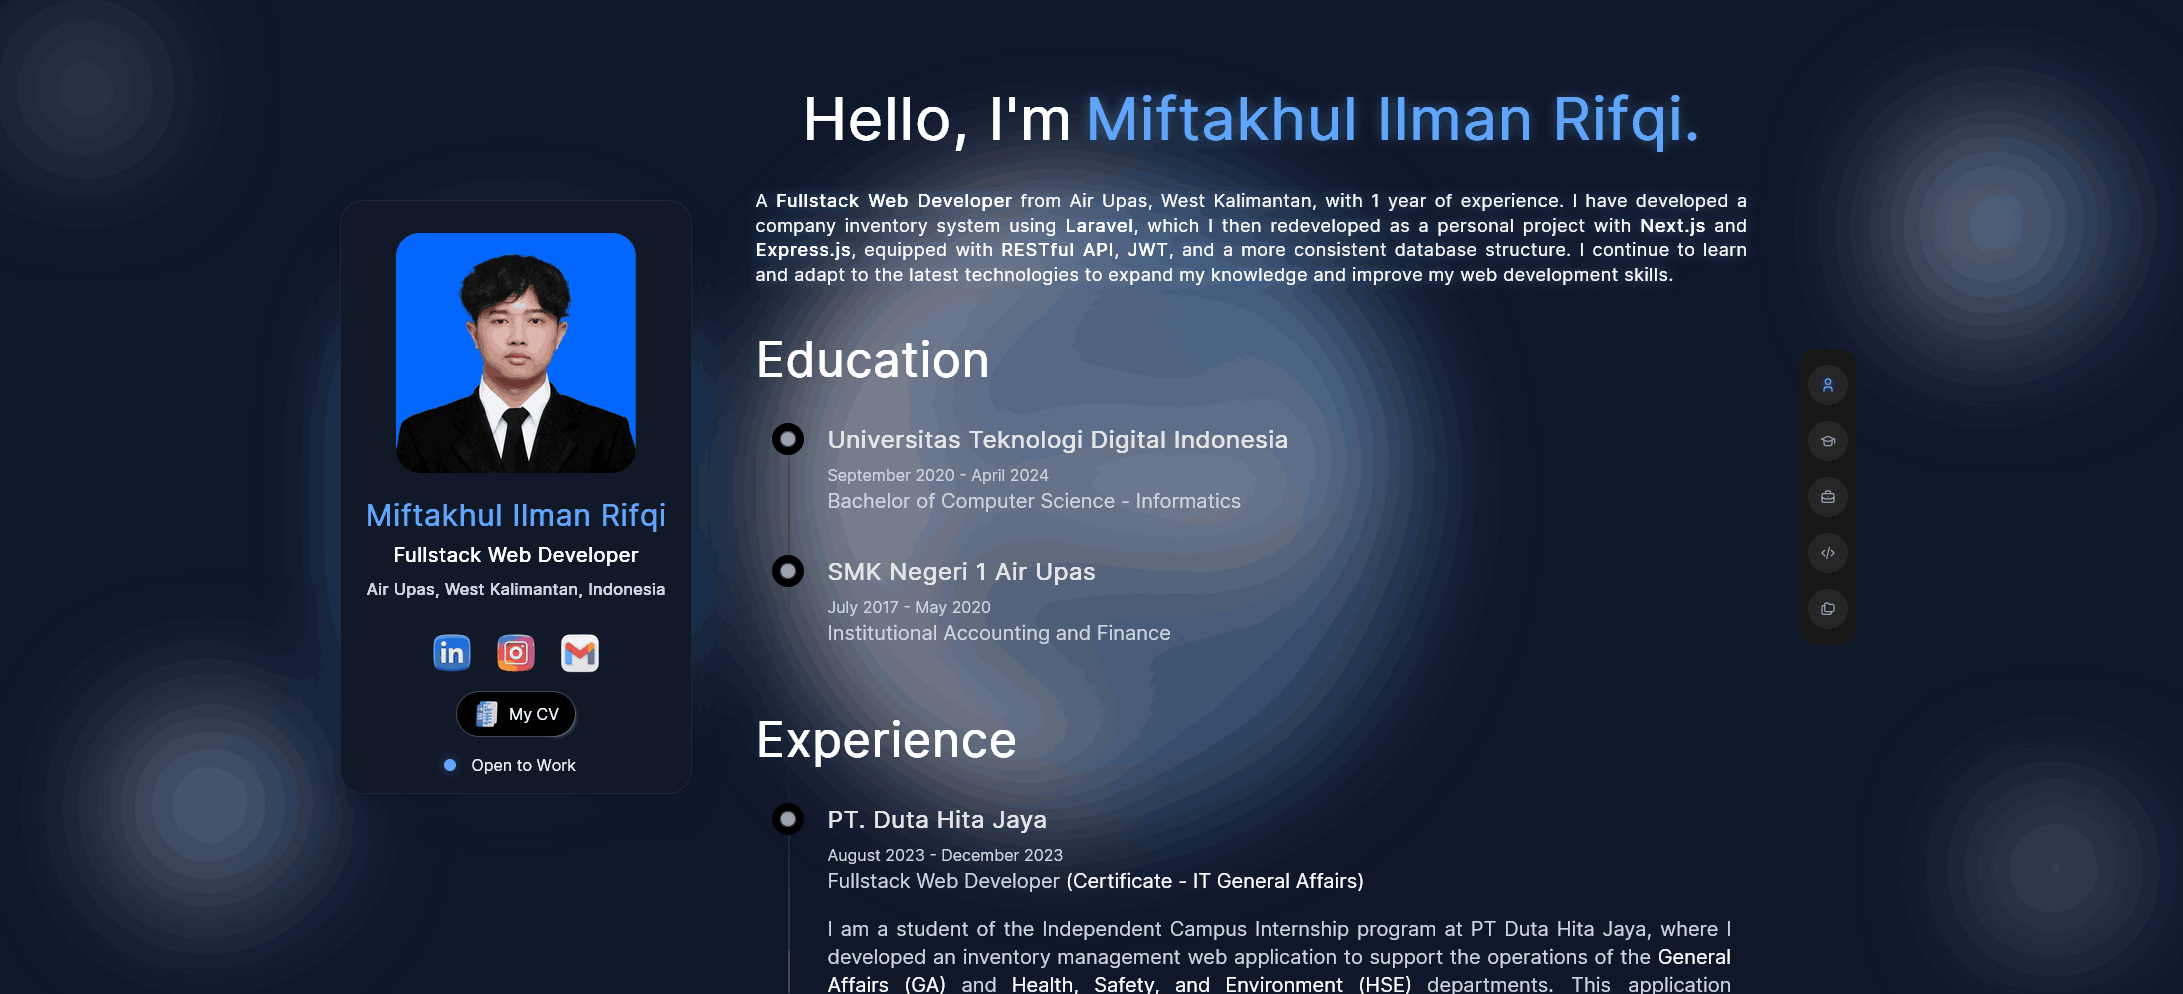 Hello, I'm Miftakhul Ilman Rifqi.
A Fullstack Web Developer from Air Upas, West Kalimantan, with 1 year of experience. I have developed a
company inventory system using Laravel, which I then redeveloped as a personal project with Next.js and
Express.js, equipped with RESTful API, JWT, and a more consistent database structure. I continue to learn
and adapt to the latest technologies to expand my knowledge and improve my web development skills.
Miftakhul Ilman Rifqi
Fullstack Web Developer
Air Upas, West Kalimantan, Indonesia
in
My CV
Open to Work
Education
Universitas Teknologi Digital Indonesia
September 2020 - April 2024
Bachelor of Computer Science - Informatics
SMK Negeri 1 Air Upas
July 2017 - May 2020
Institutional Accounting and Finance
Experience
PT. Duta Hita Jaya
August 2023 - December 2023
Fullstack Web Developer (Certificate - IT General Affairs)
I am a student of the Independent Campus Internship program at PT Duta Hita Jaya, where I
developed an inventory management web application to support the operations of the General
Affairs (GA) and Health, Safety, and Environment (HSE) departments. This application